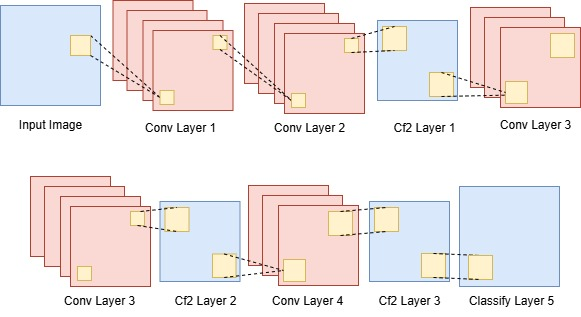 Input Image
Conv Layer 1
Conv Layer 2
Cf2 Layer 1
Conv Layer 3
Conv Layer 3
Cf2 Layer 2
Conv Layer 4
Cf2 Layer 3
Classify Layer 5